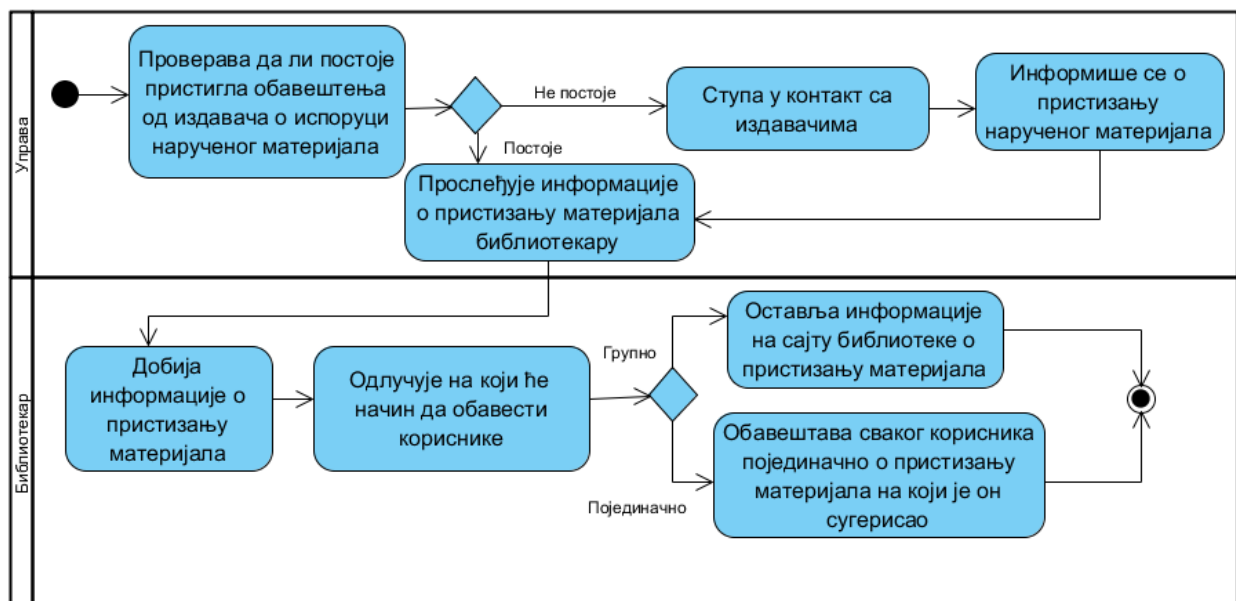 Управа
Проверава да ли постоје
пристигла обавештења
од издавача о испоруци
нарученог материјала
Не постоје
Постоје
Ступа у контакт са
издавачима
Информише се о
пристизању
нарученог материјала
Прослеђује информације
о пристизању материјала
библиотекару
Библиотекар
Добија
информације о
пристизању
материјала
Одлучује на који ће
начин да обавести
кориснике
Групно
Појединачно
Оставља информације
на сајту библиотеке о
пристизању материјала
Обавештава сваког корисника
појединачно о пристизању
материјала на који је он
сугерисао